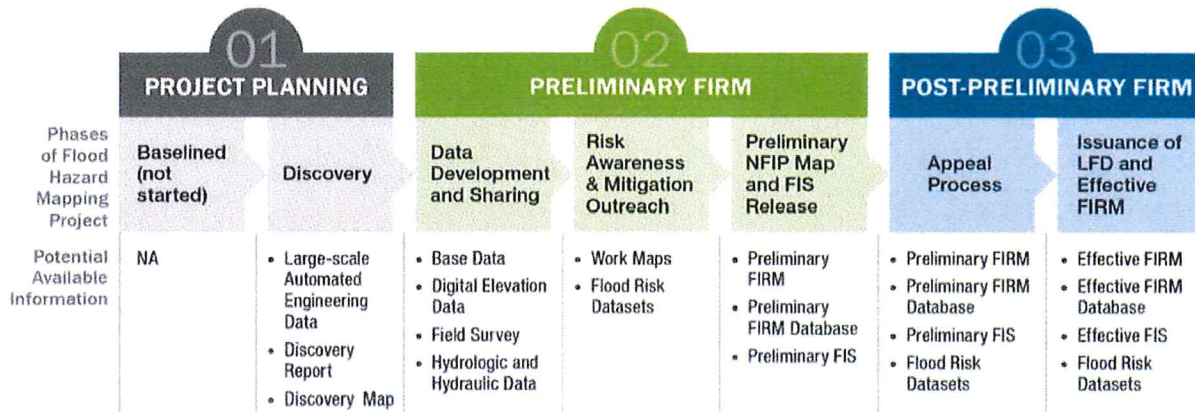 01
PROJECT PLANNING
02
PRELIMINARY FIRM
03
POST-PRELIMINARY FIRM
Phases
of Flood
Hazard
Mapping
Project
Baselined
(not
started)
Discovery
Data
Development
and Sharing
Risk
Awareness
& Mitigation
Outreach
Preliminary
NFIP Map
and FIS
Release
Appeal
Process
Issuance of
LFD and
Effective
FIRM
Potential
Available
Information
NA
• Large-scale
Automated
Engineering
Data
• Discovery
Report
• Discovery Map
• Base Data
• Digital Elevation
Data
• Field Survey
• Hydrologic and
Hydraulic Data
• Work Maps
• Flood Risk
Datasets
• Preliminary
FIRM
• Preliminary
FIRM Database
• Preliminary FIS
• Preliminary FIRM
• Preliminary FIRM
Database
• Preliminary FIS
• Flood Risk
Datasets
• Effective FIRM
• Effective FIRM
Database
• Effective FIS
• Flood Risk
Datasets